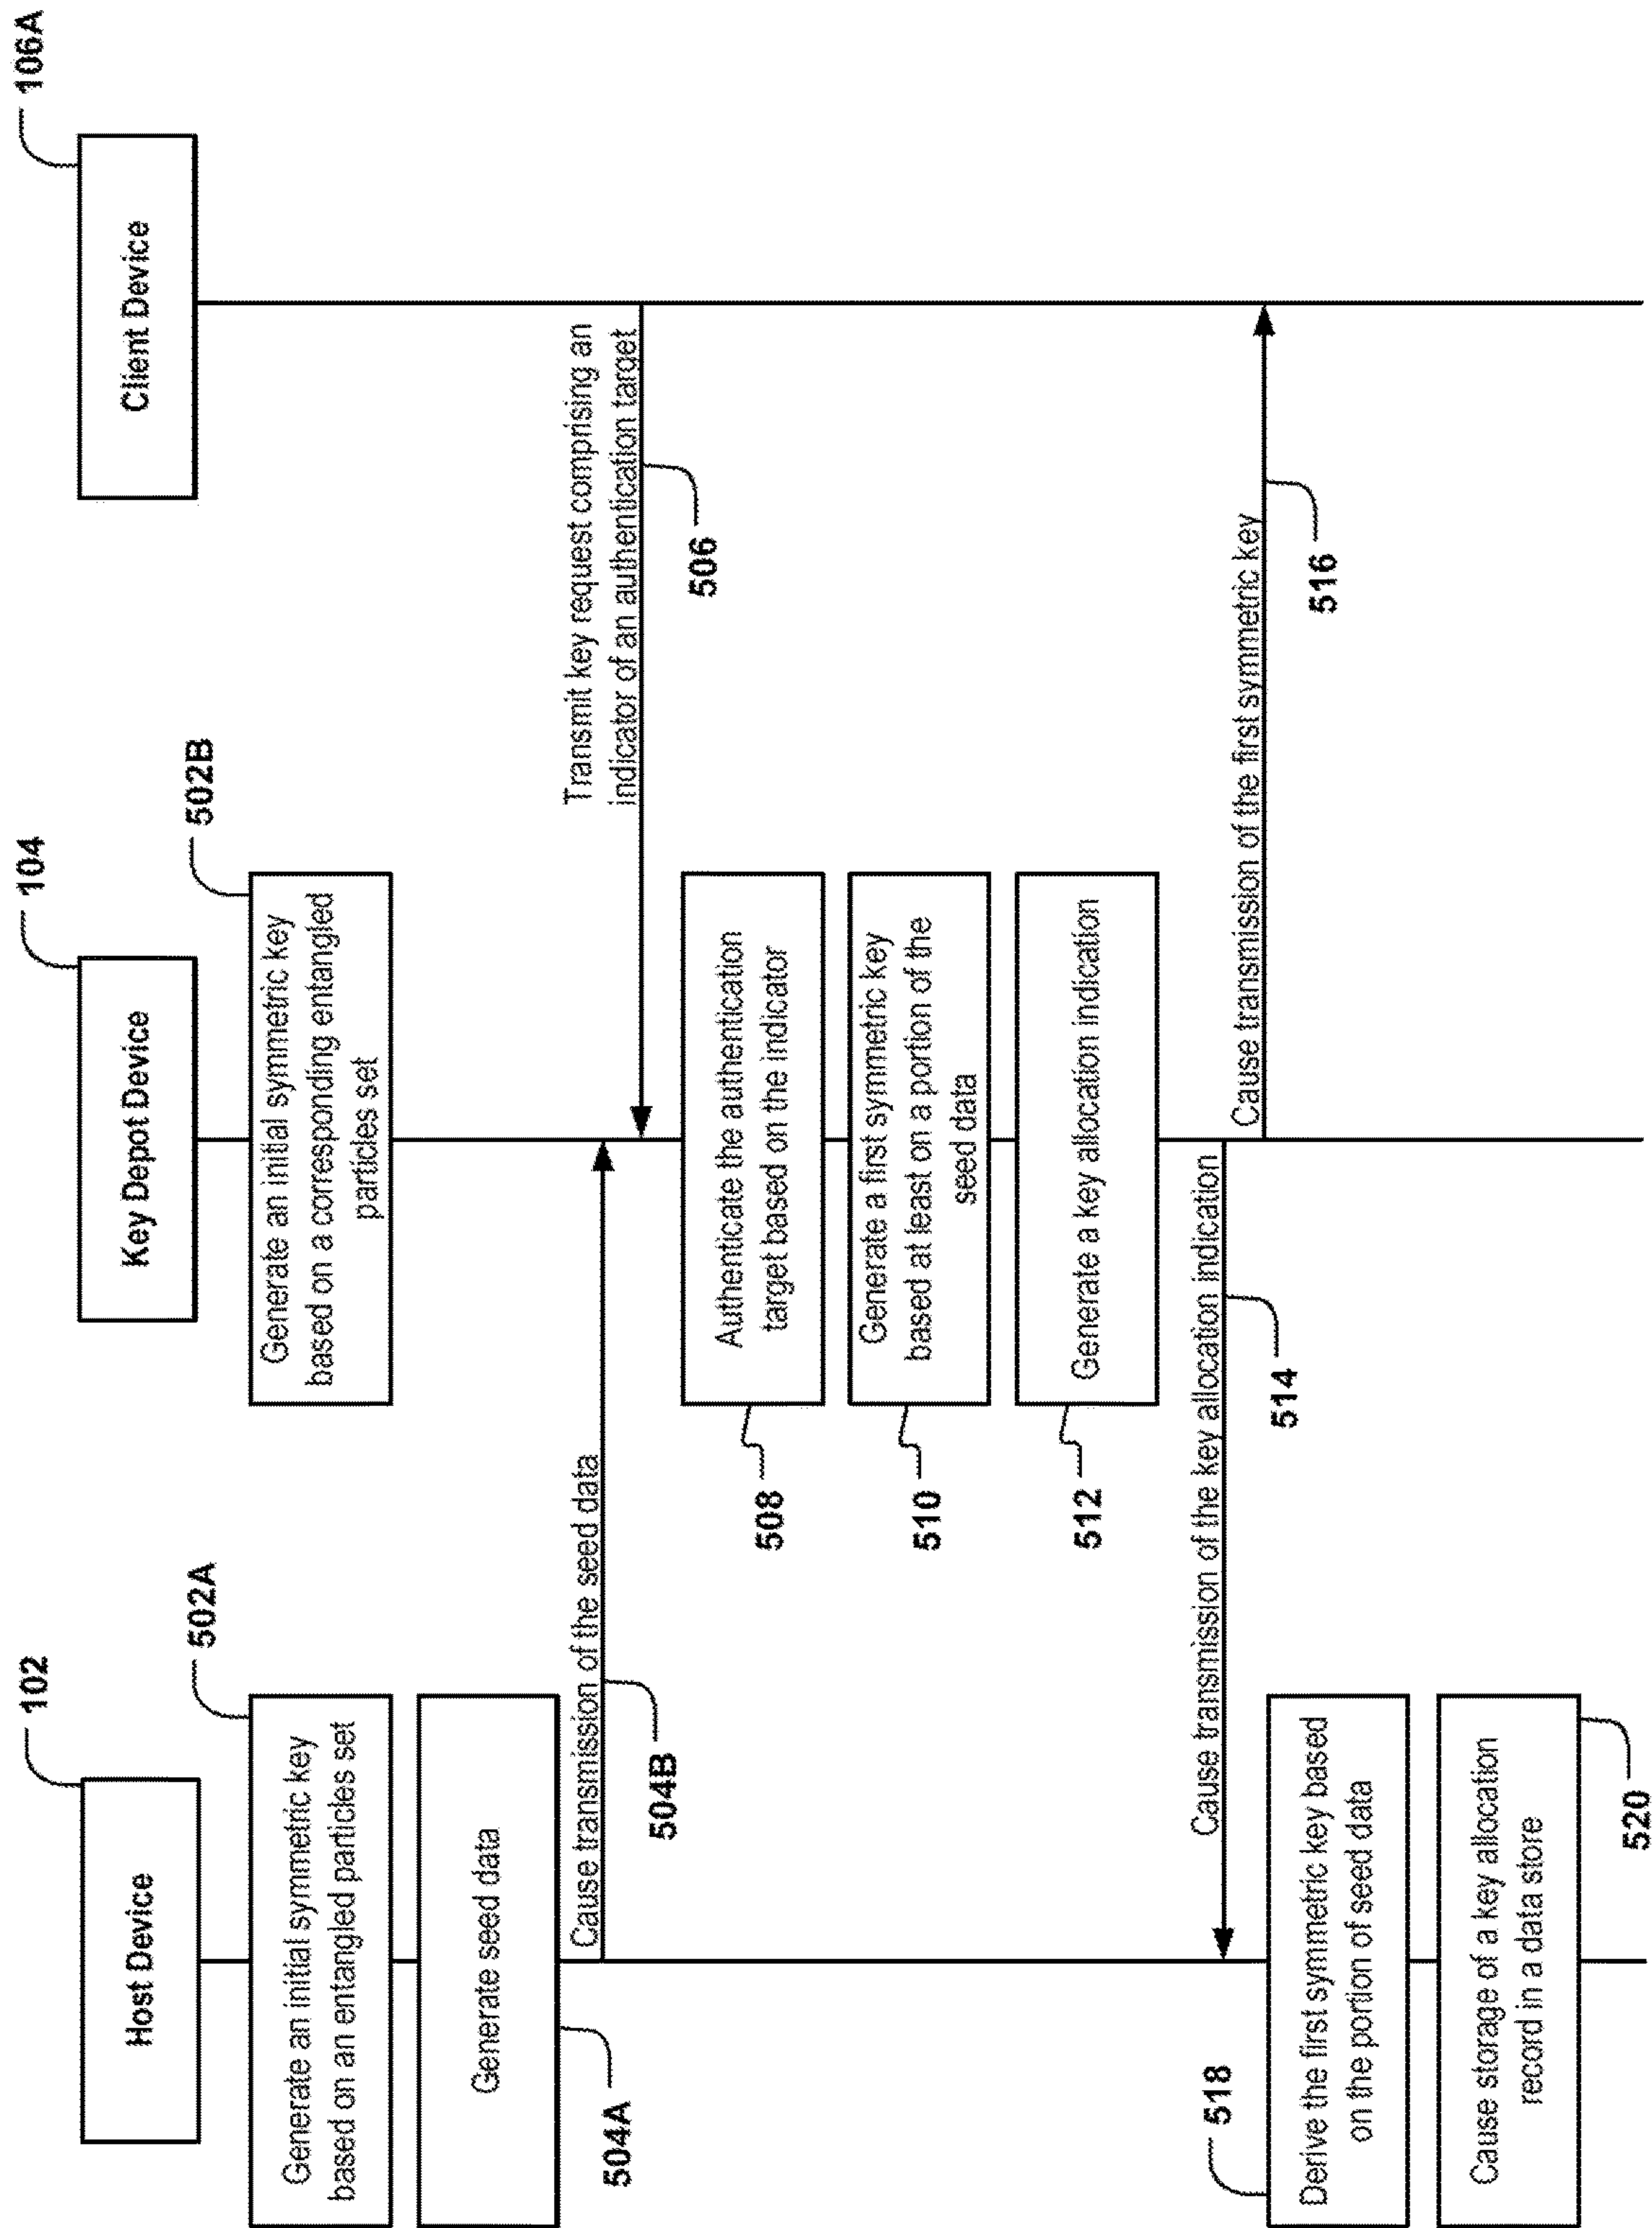 102
104
106A
Host Device
Key Depot Device
Client Device
502A
502B
Generate an initial symmetric key
based on an entangled particles set
Generate an initial symmetric key
based on a corresponding entangled
particles set
Generate seed data
504A
Cause transmission of the seed data
504B
Transmit key request comprising an
indicator of an authentication target
506
Authenticate the authentication
target based on the indicator
508
Generate a first symmetric key
based at least on a portion of the
seed data
510
Generate a key allocation indication
512
Cause transmission of the key allocation indication
514
Cause transmission of the first symmetric key
516
518
Derive the first symmetric key based
on the portion of seed data
Cause storage of a key allocation
record in a data store
520